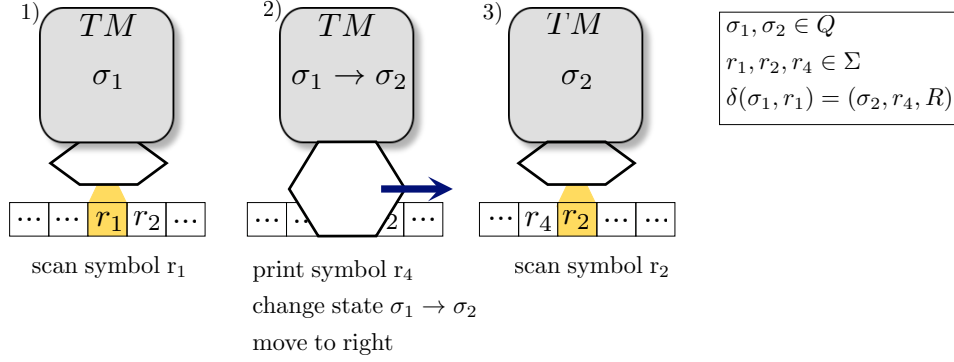 1)
TM
σ₁
... ... r₁ r₂ ...
scan symbol r₁
2)
TM
σ₁ → σ₂
... .. 2 ...
print symbol r₄
change state σ₁ → σ₂
move to right
3)
TM
σ₂
... r₄ r₂ ... ...
scan symbol r₂
σ₁, σ₂ ∈ Q
r₁, r₂, r₄ ∈ Σ
δ(σ₁, r₁) = (σ₂, r₄, R)